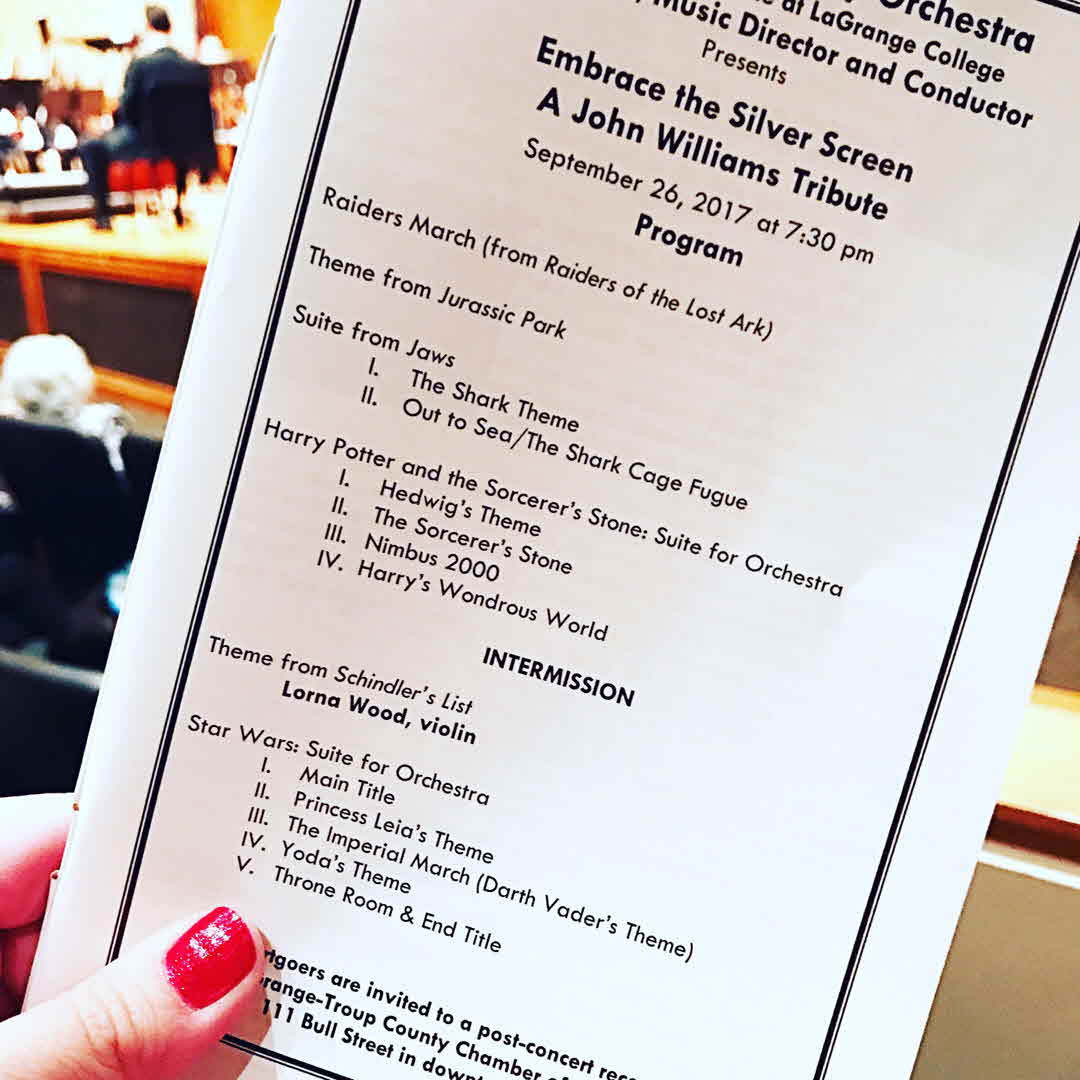 Orchestra
at LaGrange College
Music Director and Conductor
Presents
Embrace the Silver Screen
A John Williams Tribute
September 26, 2017 at 7:30 pm
Program
Raiders March (from Raiders of the Lost Ark)
Theme from Jurassic Park
Suite from Jaws
I. The Shark Theme
II. Out to Sea/The Shark Cage Fugue
Harry Potter and the Sorcerer's Stone: Suite for Orchestra
I. Hedwig's Theme
II. The Sorcerer's Stone
III. Nimbus 2000
IV. Harry's Wondrous World
INTERMISSION
Theme from Schindler's List
Lorna Wood, violin
Star Wars: Suite for Orchestra
I. Main Title
II. Princess Leia's Theme
III. The Imperial March (Darth Vader's Theme)
IV. Yoda's Theme
V. Throne Room & End Title
are invited to a post-concert
range-Troup County Chamber
111 Bull Street in